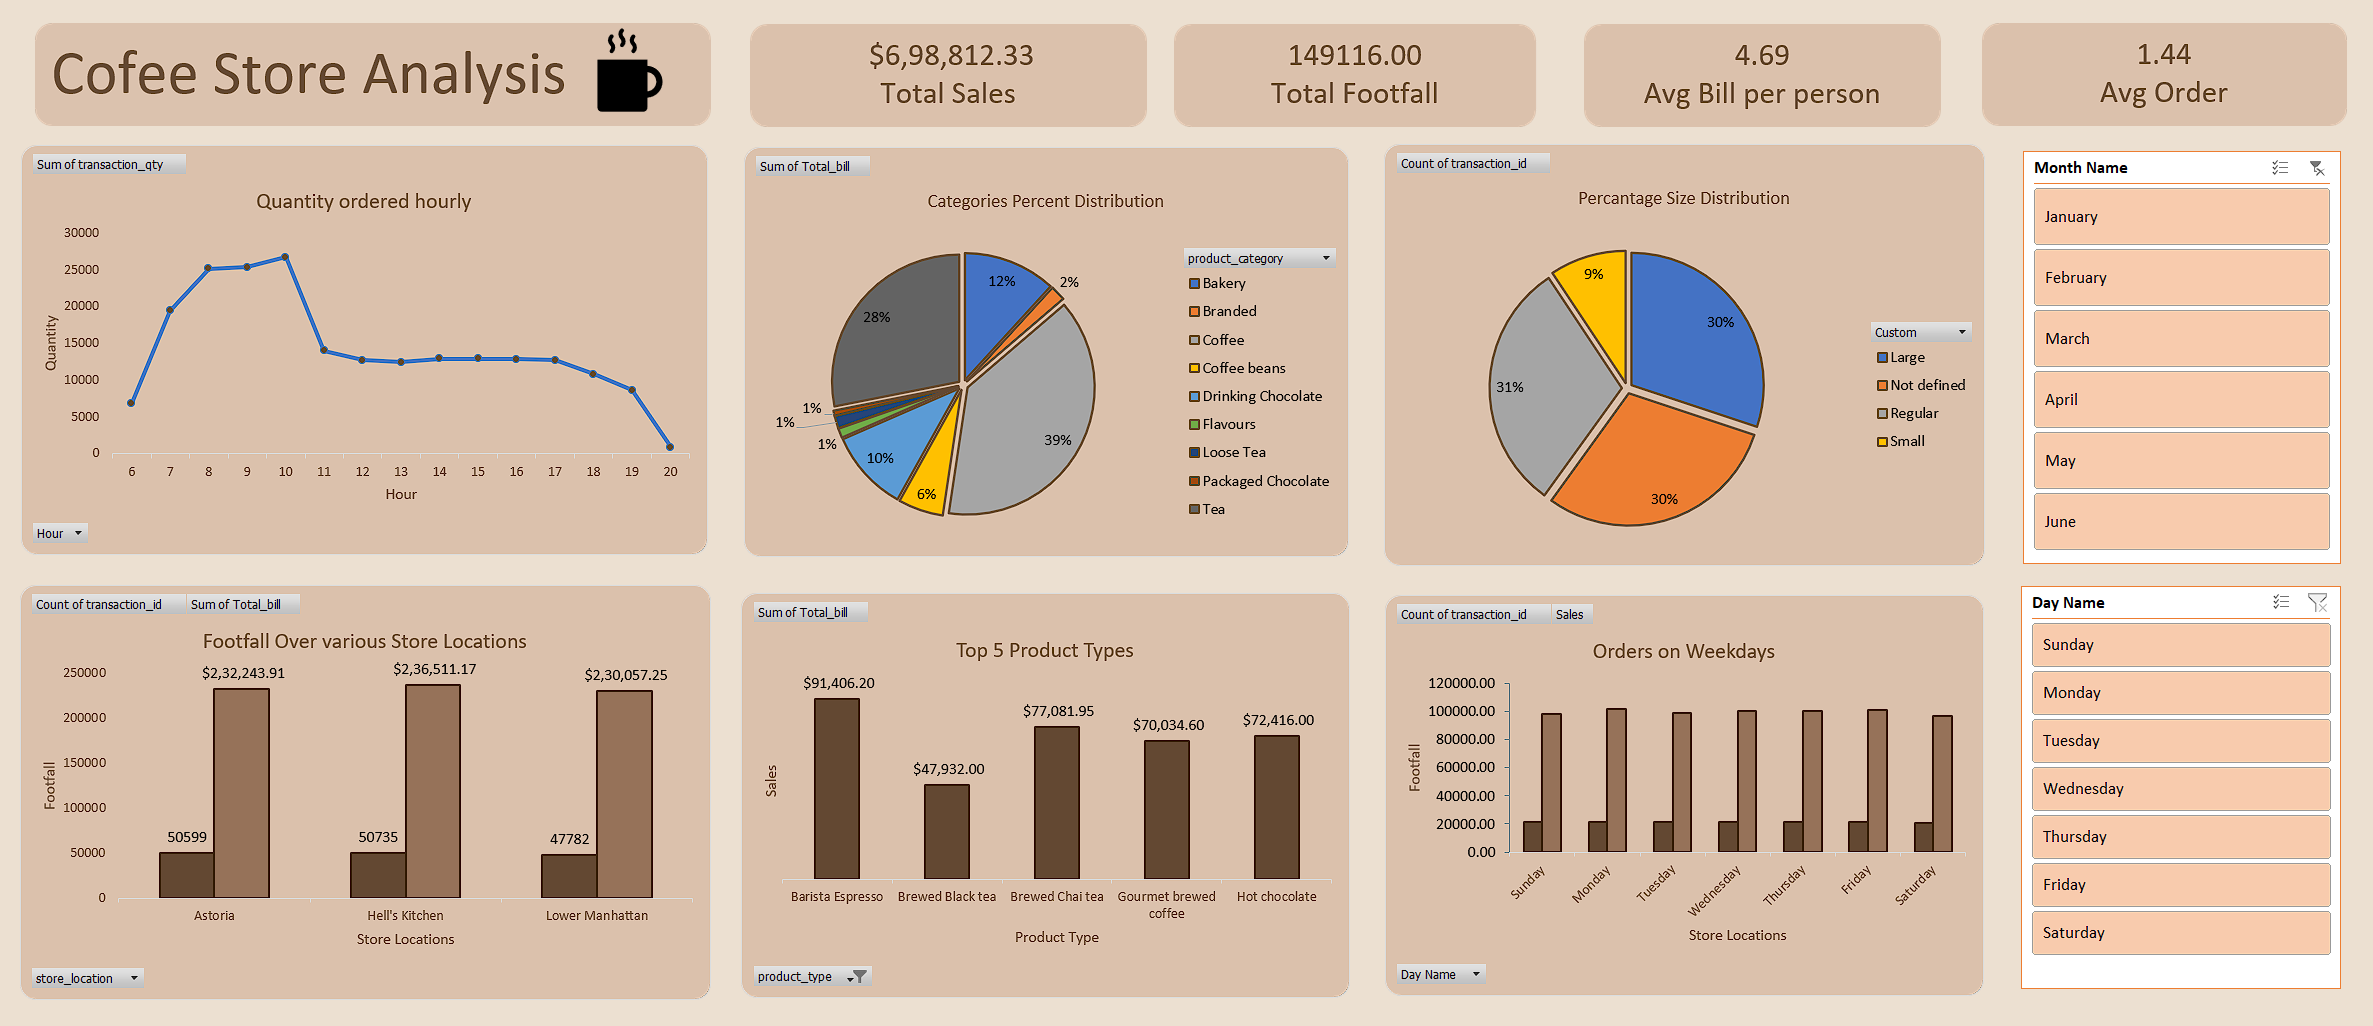 Cofee Store Analysis
$6,98,812.33
Total Sales
149116.00
Total Footfall
4.69
Avg Bill per person
1.44
Avg Order
Sum of transaction_qty
Quantity ordered hourly
30000
25000
20000
15000
10000
5000
0
Quantity
6 7 8 9 10 11 12 13 14 15 16 17 18 19 20
Hour
Hour
Sum of Total_bill
Categories Percent Distribution
12%
2%
39%
6%
10%
1%
1%
1%
28%
product_category
Bakery
Branded
Coffee
Coffee beans
Drinking Chocolate
Flavours
Loose Tea
Packaged Chocolate
Tea
Count of transaction_id
Percantage Size Distribution
30%
30%
31%
9%
Custom
Large
Not defined
Regular
Small
Month Name
January
February
March
April
May
June
Count of transaction_id Sum of Total_bill
Footfall Over various Store Locations
250000
200000
150000
100000
50000
0
Footfall
$2,32,243.91
$2,36,511.17
$2,30,057.25
50599
50735
47782
Astoria
Hell's Kitchen
Lower Manhattan
Store Locations
store_location
Sum of Total_bill
Top 5 Product Types
Sales
$91,406.20
$47,932.00
$77,081.95
$70,034.60
$72,416.00
Barista Espresso
Brewed Black tea
Brewed Chai tea
Gourmet brewed
coffee
Hot chocolate
Product Type
product_type
Count of transaction_id Sales
Orders on Weekdays
120000.00
100000.00
80000.00
60000.00
40000.00
20000.00
0.00
Footfall
Sunday
Monday
Tuesday
Wednesday
Thursday
Friday
Saturday
Store Locations
Day Name
Day Name
Sunday
Monday
Tuesday
Wednesday
Thursday
Friday
Saturday